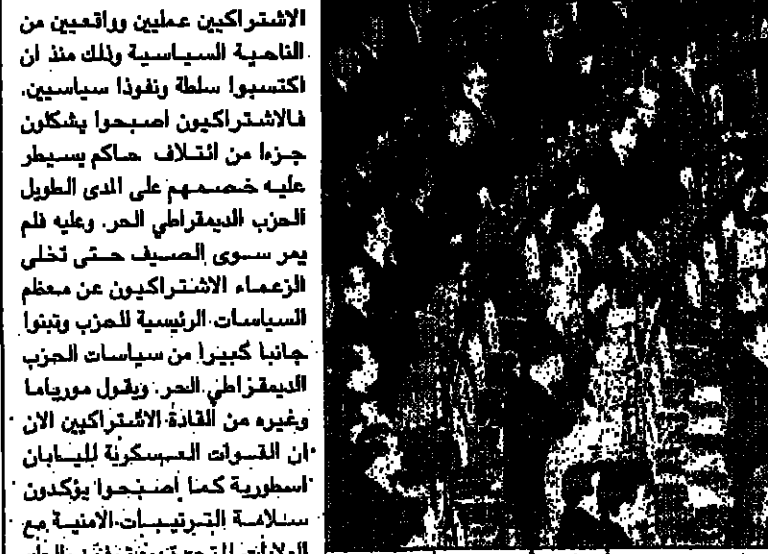 الاشتراكيين عمليين وواقعيين من
الناحية السياسية وذلك منذ ان
اكتسبوا سلطة ونفوذا سياسيين.
فالاشتراكيون اصبحوا يشكلون
جزءا من ائتلاف حاكم يسيطر
عليه خصمهم على المدى الطويل
الحزب الديمقراطي الحر. وعليه فلم
يمر سوى الصيف حتى تخلى
الزعماء الاشتراكيون عن معظم
السياسات الرئيسية للحزب وتبنوا
جانبا كبيرا من سياسات الحزب
الديمقراطي الحر. ويقول مورياما
وغيره من القادة الاشتراكيين الان
ان القوات العسكرية لليابان
اسطورية كما اصبحوا يؤكدون
سلامة الترتيبات الامنية مع
الولايات المتحدة